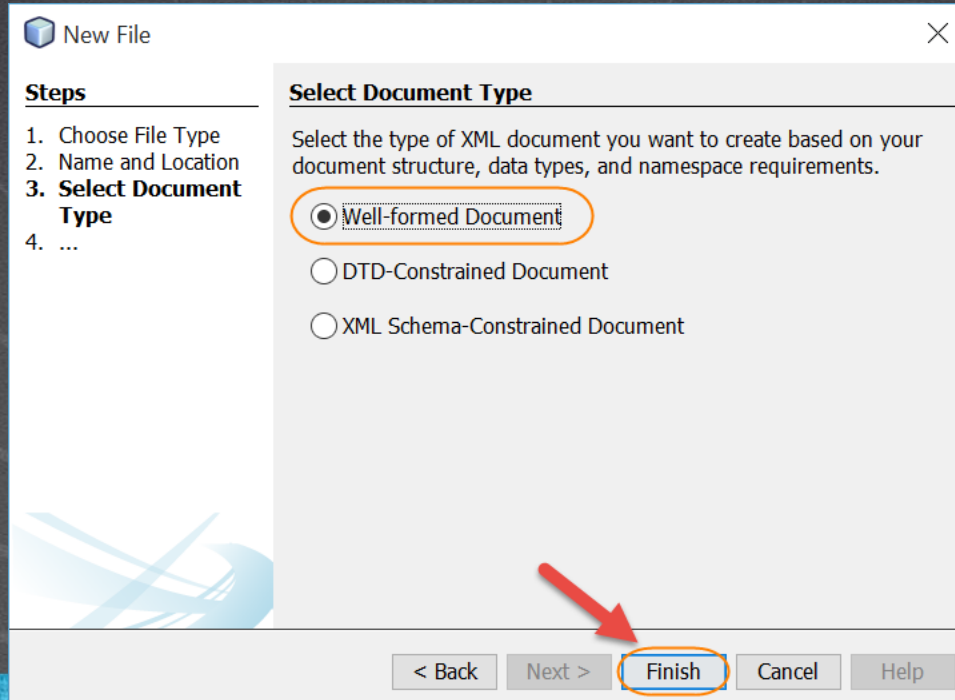 New File
Steps
1. Choose File Type
2. Name and Location
3. Select Document
Type
4. ...
Select Document Type
Select the type of XML document you want to create based on your
document structure, data types, and namespace requirements.
Well-formed Document
DTD-Constrained Document
XML Schema-Constrained Document
< Back
Next >
Finish
Cancel
Help